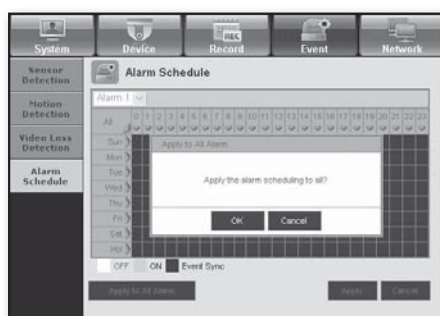 System Device Record Event Network
Sensor Detection
Motion Detection
Video Loss Detection
Alarm Schedule
Alarm Schedule
Alarm 1
All 0 1 2 3 4 5 6 7 8 9 10 11 12 13 14 15 16 17 18 19 20 21 22 23
Sun
Mon
Tue
Wed
Thu
Fri
Sat
Hol
Apply to All Alarm
Apply the alarm scheduling to all?
OK Cancel
OFF ON Event Sync
Apply to All Alarm Apply Cancel